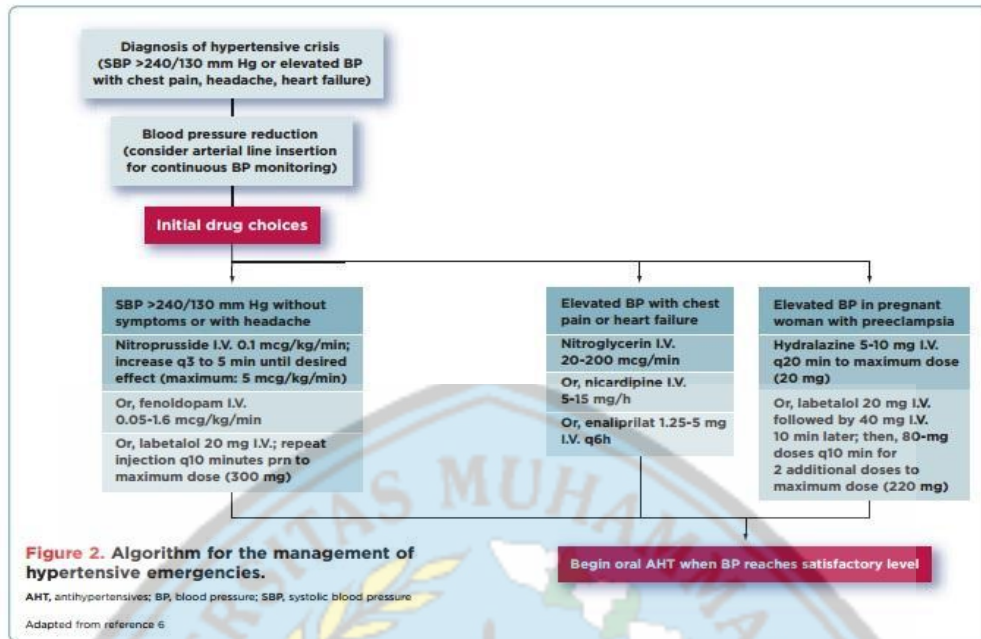 Diagnosis of hypertensive crisis
(SBP >240/130 mm Hg or elevated BP
with chest pain, headache, heart failure)
Blood pressure reduction
(consider arterial line insertion
for continuous BP monitoring)
Initial drug choices
SBP >240/130 mm Hg without
symptoms or with headache
Nitroprusside I.V. 0.1 mcg/kg/min;
increase q3 to 5 min until desired
effect (maximum: 5 mcg/kg/min)
Or, fenoldopam I.V.
0.05-1.6 mcg/kg/min
Or, labetalol 20 mg I.V.; repeat
injection q10 minutes prn to
maximum dose (300 mg)
Elevated BP with chest
pain or heart failure
Nitroglycerin I.V.
20-200 mcg/min
Or, nicardipine I.V.
5-15 mg/h
Or, enaliprilat 1.25-5 mg
I.V. q6h
Elevated BP in pregnant
woman with preeclampsia
Hydralazine 5-10 mg I.V.
q20 min to maximum dose
(20 mg)
Or, labetalol 20 mg I.V.
followed by 40 mg I.V.
10 min later; then, 80-mg
doses q10 min for
2 additional doses to
maximum dose (220 mg)
Begin oral AHT when BP reaches satisfactory level
Figure 2. Algorithm for the management of
hypertensive emergencies.
AHT, antihypertensives; BP, blood pressure; SBP, systolic blood pressure
Adapted from reference 6